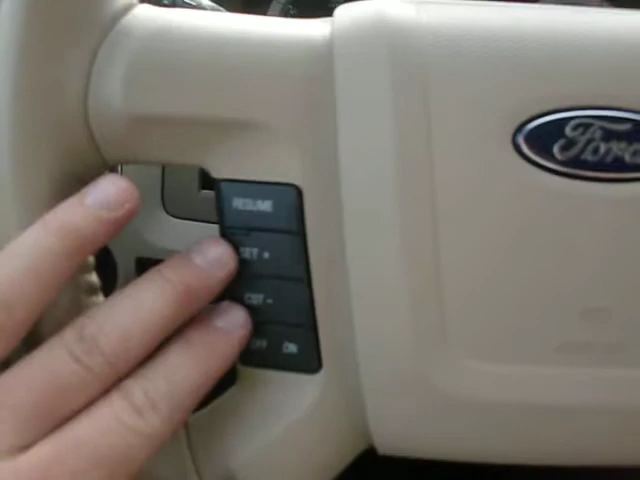 RESUME
SET +
CST -
OFF ON
Ford